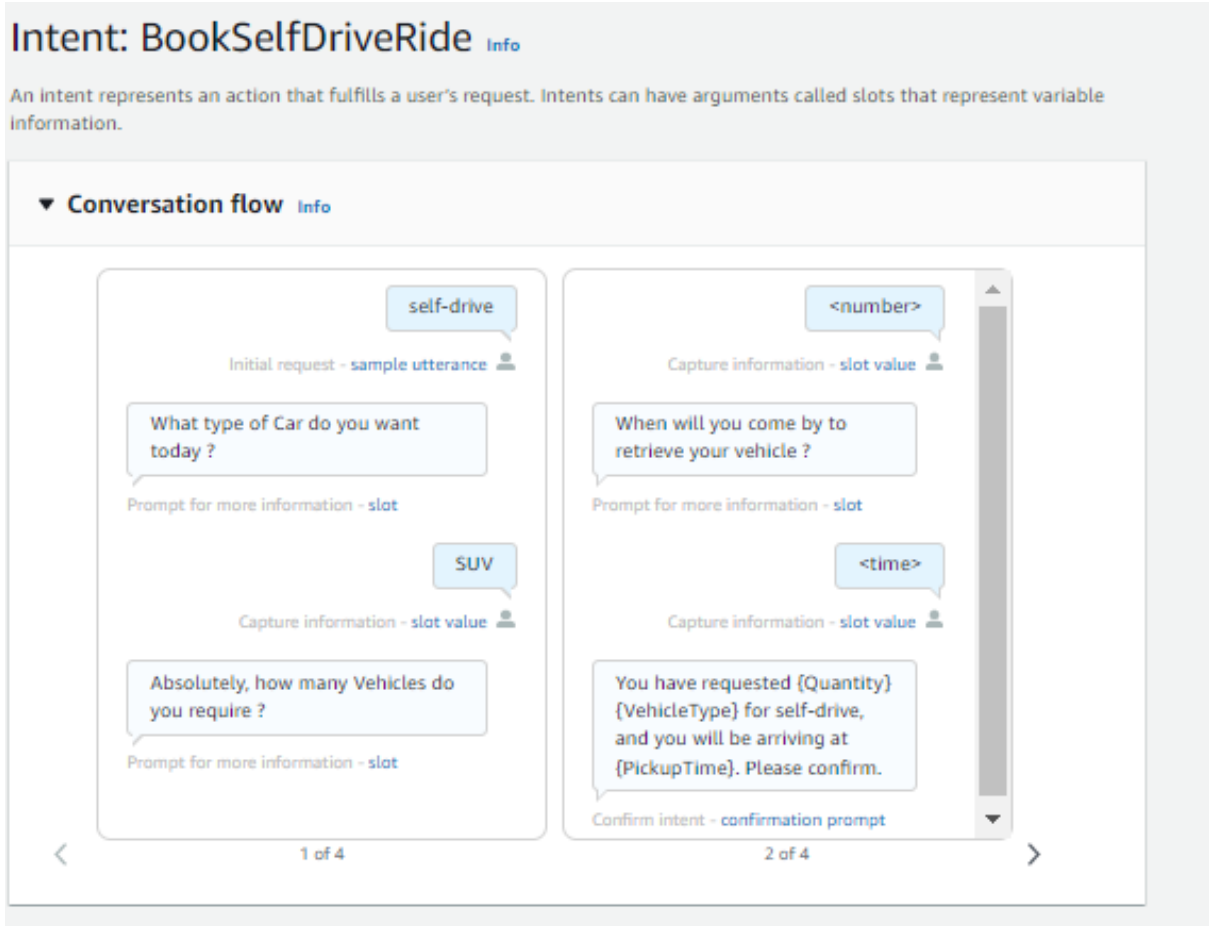 Intent: BookSelfDriveRide Info
An intent represents an action that fulfills a user's request. Intents can have arguments called slots that represent variable
information.
Conversation flow Info
self-drive
Initial request - sample utterance
What type of Car do you want
today ?
Prompt for more information - slot
SUV
Capture information - slot value
Absolutely, how many Vehicles do
you require ?
Prompt for more information - slot
1 of 4
<number>
Capture information - slot value
When will you come by to
retrieve your vehicle ?
Prompt for more information - slot
<time>
Capture information - slot value
You have requested {Quantity}
{VehicleType} for self-drive,
and you will be arriving at
{PickupTime}. Please confirm.
Confirm intent - confirmation prompt
2 of 4